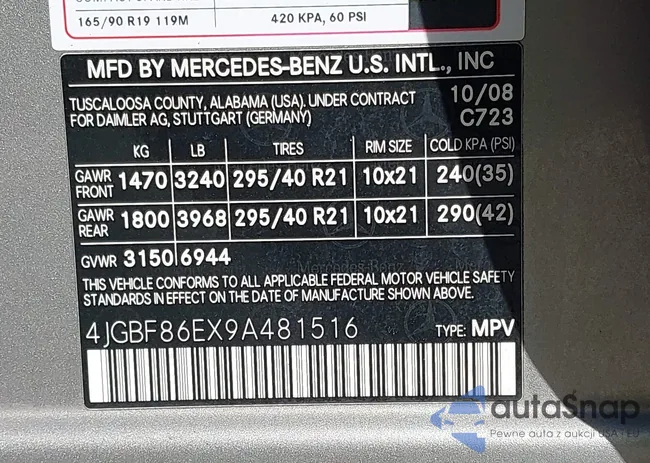 165/90 R19 119M 420 KPA, 60 PSI
MFD BY MERCEDES-BENZ U.S. INTL., INC
TUSCALOOSA COUNTY, ALABAMA (USA). UNDER CONTRACT 10/08
FOR DAIMLER AG, STUTTGART (GERMANY) C723
KG LB TIRES RIM SIZE COLD KPA (PSI)
GAWR FRONT 1470 3240 295/40 R21 10x21 240(35)
GAWR REAR 1800 3968 295/40 R21 10x21 290(42)
GVWR 3150 6944
THIS VEHICLE CONFORMS TO ALL APPLICABLE FEDERAL MOTOR VEHICLE SAFETY
STANDARDS IN EFFECT ON THE DATE OF MANUFACTURE SHOWN ABOVE.
4JGBF86EX9A481516 TYPE: MPV
autaSnap
Pewne auta z aukcji USA i EU